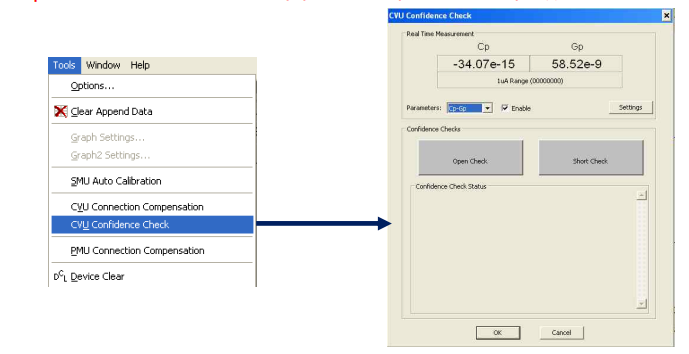 Tools Window Help
Options...
Clear Append Data
Graph Settings...
Graph2 Settings...
SMU Auto Calibration
CVU Connection Compensation
CVU Confidence Check
PMU Connection Compensation
Device Clear
CVU Confidence Check
Real Time Measurement
Cp Gp
-34.07e-15 58.52e-9
1uA Range (00000000)
Parameters: Cp-Gp Enable Settings
Confidence Checks
Open Check Short Check
Confidence Check Status
OK Cancel